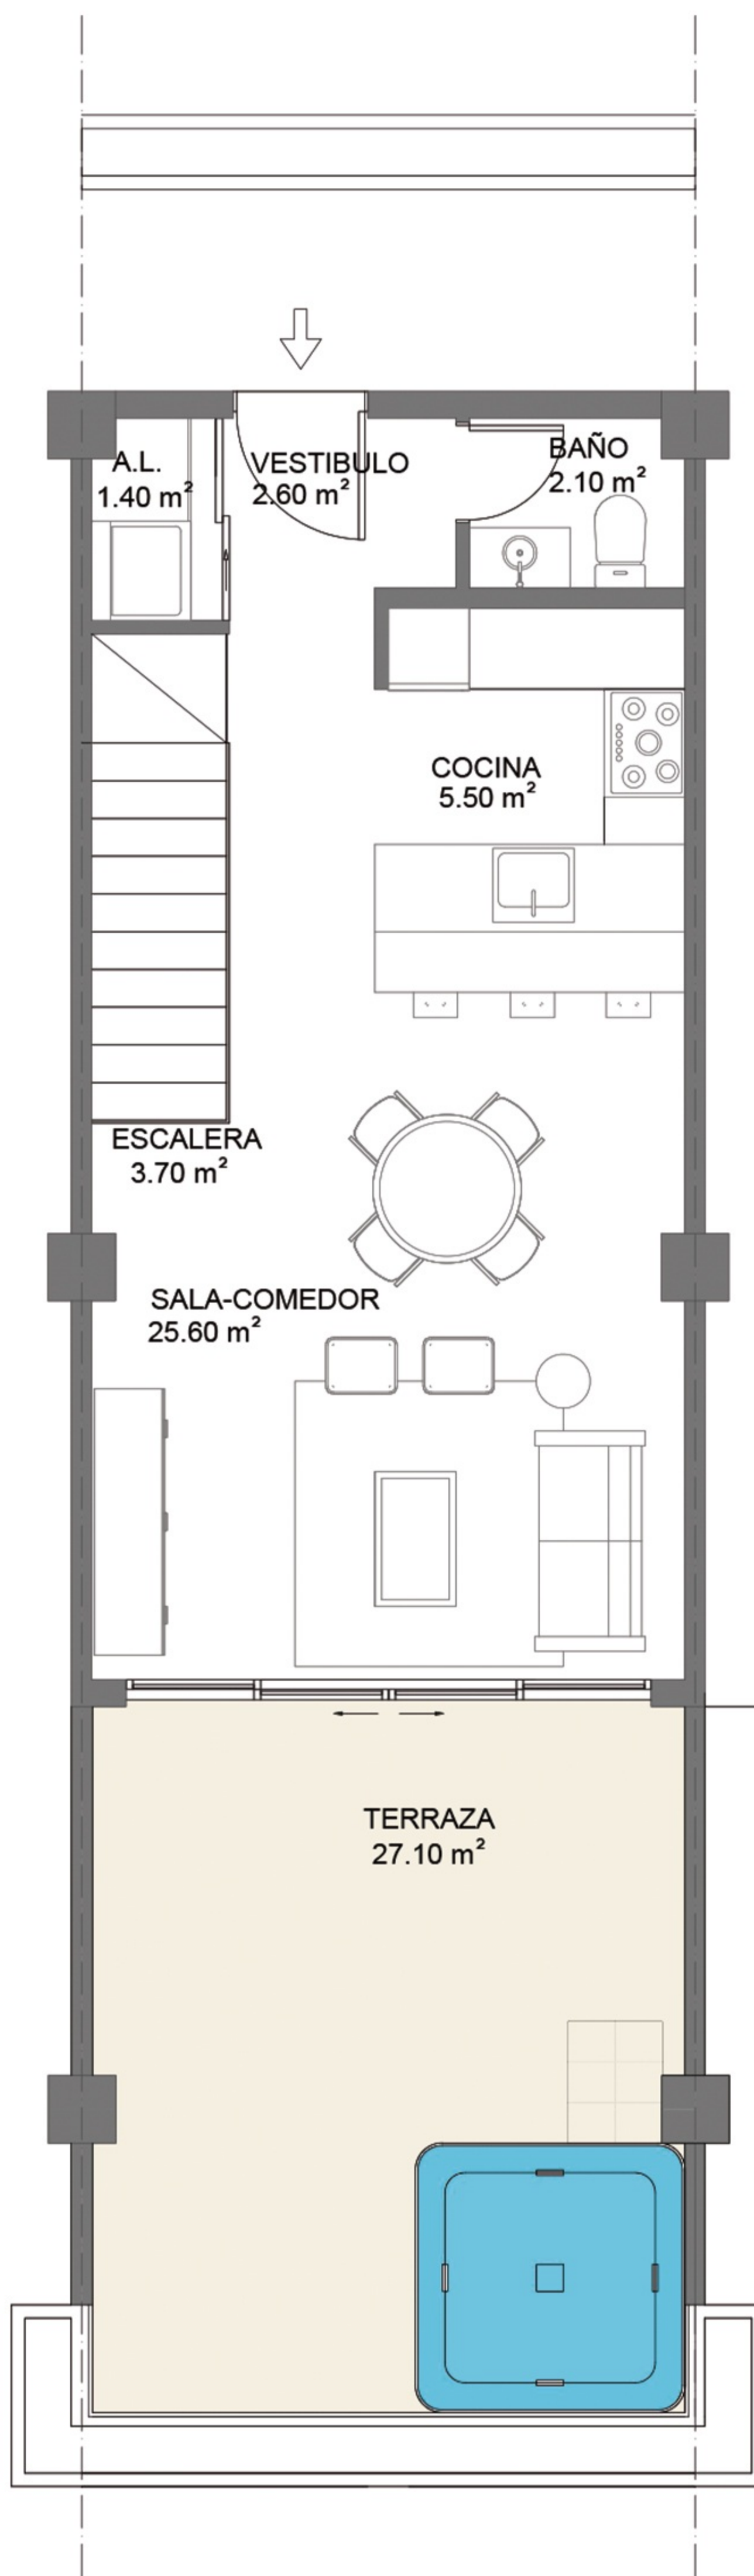 A.L.
1.40 m²
VESTIBULO
2.60 m²
BAÑO
2.10 m²
COCINA
5.50 m²
ESCALERA
3.70 m²
SALA-COMEDOR
25.60 m²
TERRAZA
27.10 m²